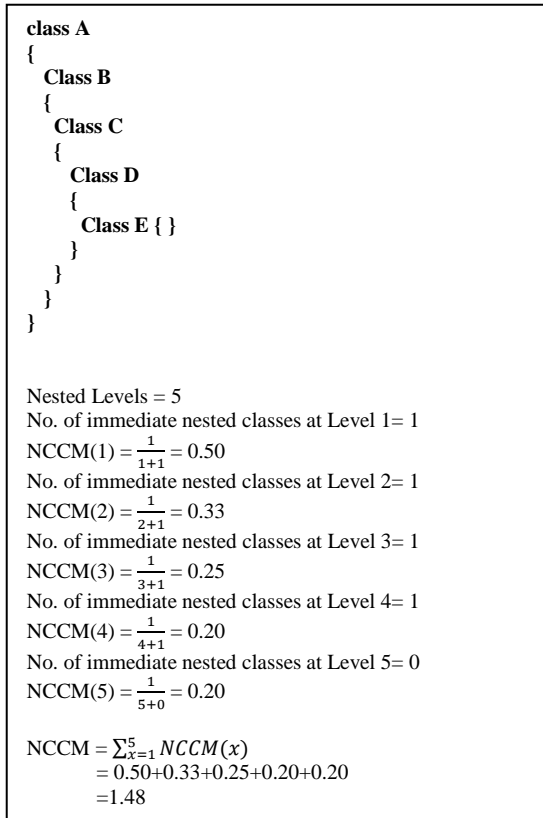 class A
{
Class B
{
Class C
{
Class D
{
Class E { }
}
}
}
}
Nested Levels = 5
No. of immediate nested classes at Level 1= 1
NCCM(1) = 1/(1+1) = 0.50
No. of immediate nested classes at Level 2= 1
NCCM(2) = 1/(2+1) = 0.33
No. of immediate nested classes at Level 3= 1
NCCM(3) = 1/(3+1) = 0.25
No. of immediate nested classes at Level 4= 1
NCCM(4) = 1/(4+1) = 0.20
No. of immediate nested classes at Level 5= 0
NCCM(5) = 1/(5+0) = 0.20
NCCM = ∑_{x=1}^{5} NCCM(x)
= 0.50+0.33+0.25+0.20+0.20
=1.48